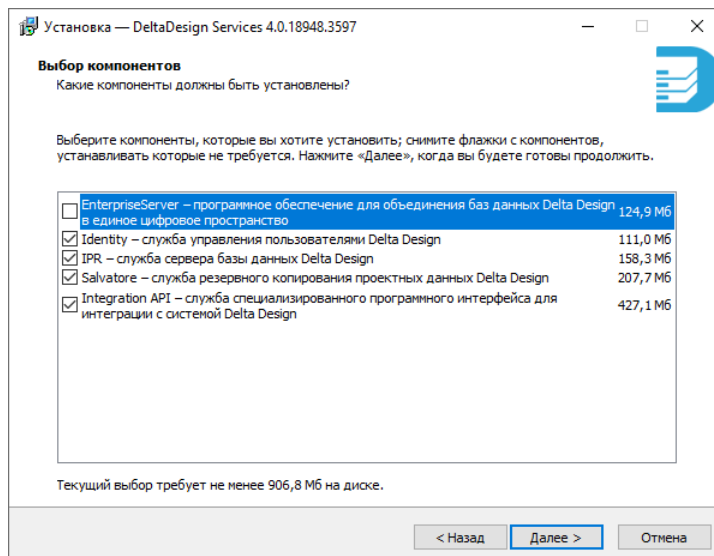 Установка — DeltaDesign Services 4.0.18948.3597
Выбор компонентов
Какие компоненты должны быть установлены?
Выберите компоненты, которые вы хотите установить; снимите флажки с компонентов,
устанавливать которые не требуется. Нажмите «Далее», когда вы будете готовы продолжить.
EnterpriseServer – программное обеспечение для объединения баз данных Delta Design
в единое цифровое пространство 124,9 Мб
Identity – служба управления пользователями Delta Design 111,0 Мб
IPR – служба сервера базы данных Delta Design 158,3 Мб
Salvatore – служба резервного копирования проектных данных Delta Design 207,7 Мб
Integration API – служба специализированного программного интерфейса для
интеграции с системой Delta Design 427,1 Мб
Текущий выбор требует не менее 906,8 Мб на диске.
< Назад Далее > Отмена